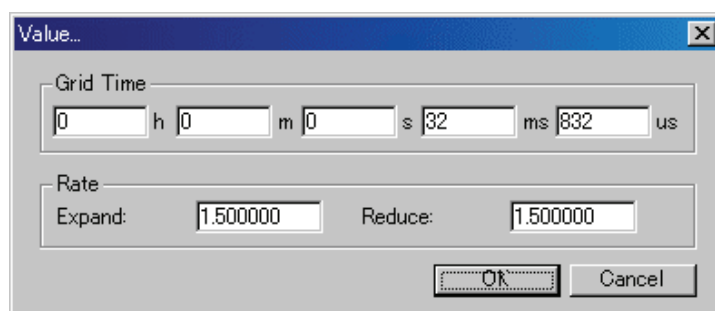 Value...
Grid Time
0 h 0 m 0 s 32 ms 832 us
Rate
Expand: 1.500000 Reduce: 1.500000
OK Cancel